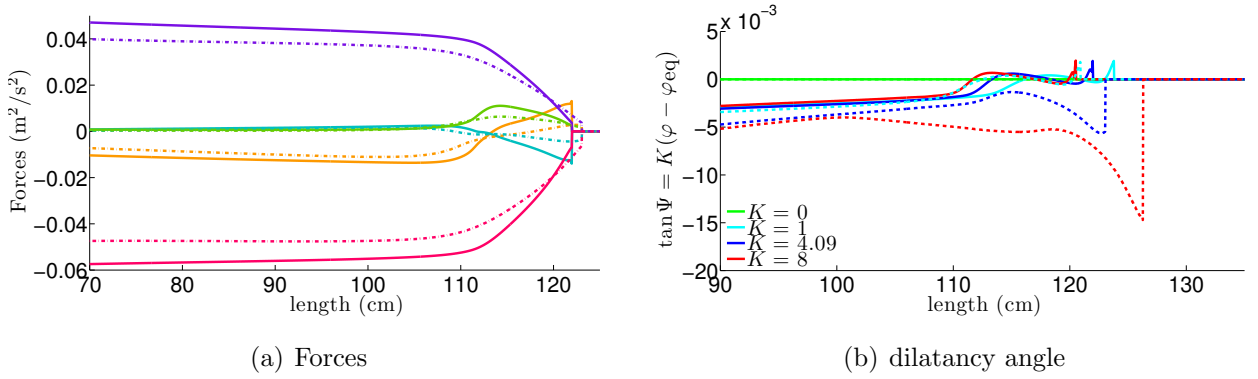 0.04
0.02
0
−0.02
−0.04
−0.06
Forces (m²/s²)
70 80 90 100 110 120
length (cm)
(a) Forces
5 x 10⁻³
0
−5
−10
−15
−20
tan Ψ = K(φ − φeq)
K = 0
K = 1
K = 4.09
K = 8
90 100 110 120 130
length (cm)
(b) dilatancy angle